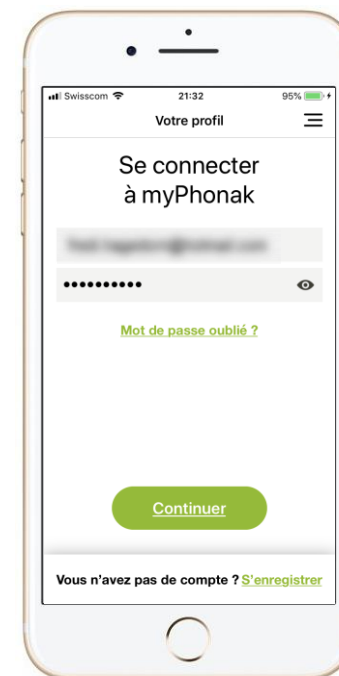 Swisscom 21:32 95%
Votre profil
Se connecter
à myPhonak
••••••••••
Mot de passe oublié ?
Continuer
Vous n’avez pas de compte ? S’enregistrer